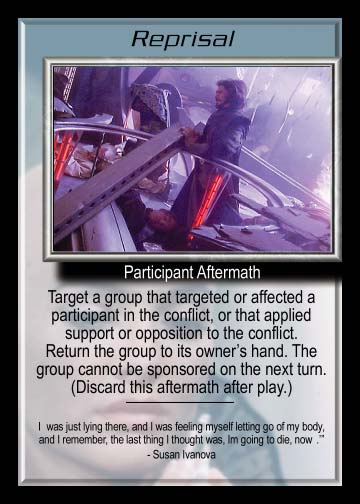 Reprisal
Participant Aftermath
Target a group that targeted or affected a
participant in the conflict, or that applied
support or opposition to the conflict.
Return the group to its owner's hand. The
group cannot be sponsored on the next turn.
(Discard this aftermath after play.)
I was just lying there, and I was feeling myself letting go of my body,
and I remember, the last thing I thought was, Im going to die, now .'"
- Susan Ivanova